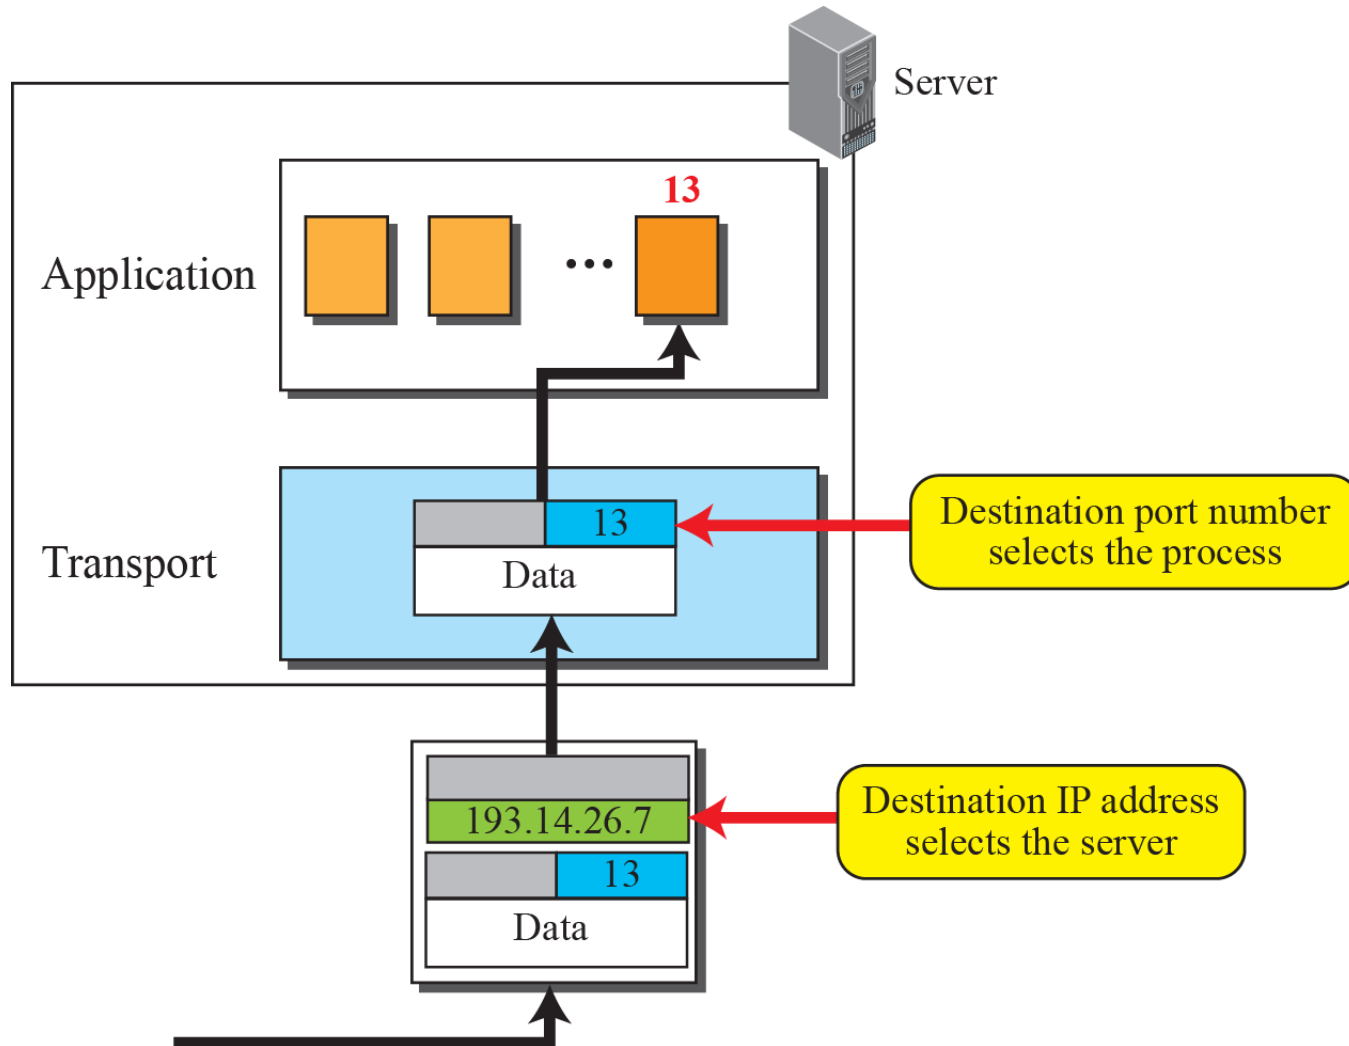 Server
13
Application
...
13
Data
Transport
Destination port number
selects the process
193.14.26.7
Destination IP address
selects the server
13
Data